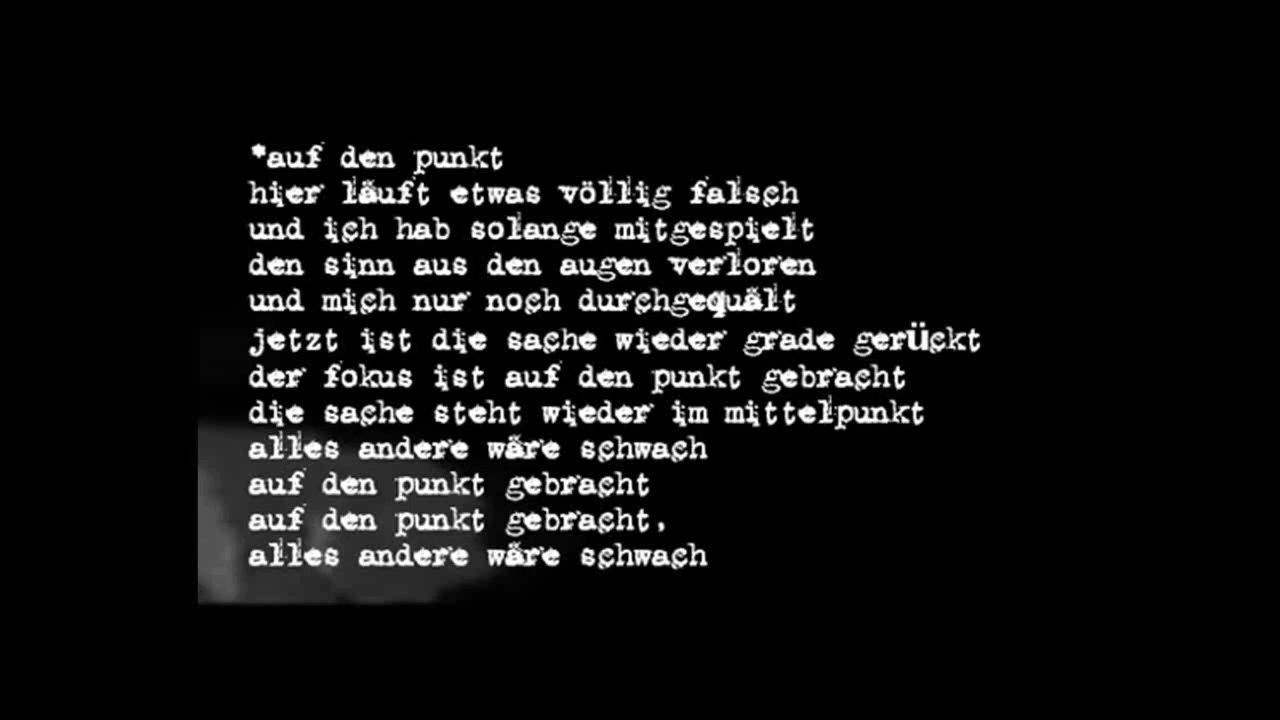 *auf den punkt
hier läuft etwas völlig falsch
und ich hab solange mitgespielt
den sinn aus den augen verloren
und mich nur noch durchgequält
jetzt ist die sache wieder grade gerückt
der fokus ist auf den punkt gebracht
die sache steht wieder im mittelpunkt
alles andere wäre schwach
auf den punkt gebracht
auf den punkt gebracht,
alles andere wäre schwach